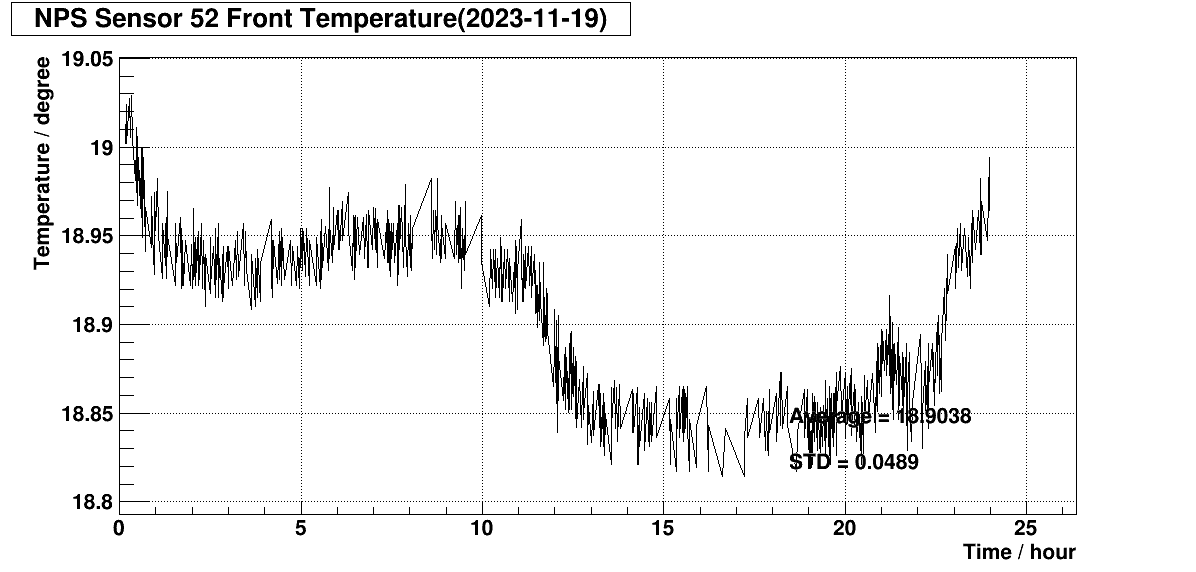 NPS Sensor 52 Front Temperature(2023-11-19)
Temperature / degree
19.05
19
18.95
18.9
18.85
18.8
Average = 18.9038
STD = 0.0489
0 5 10 15 20 25
Time / hour